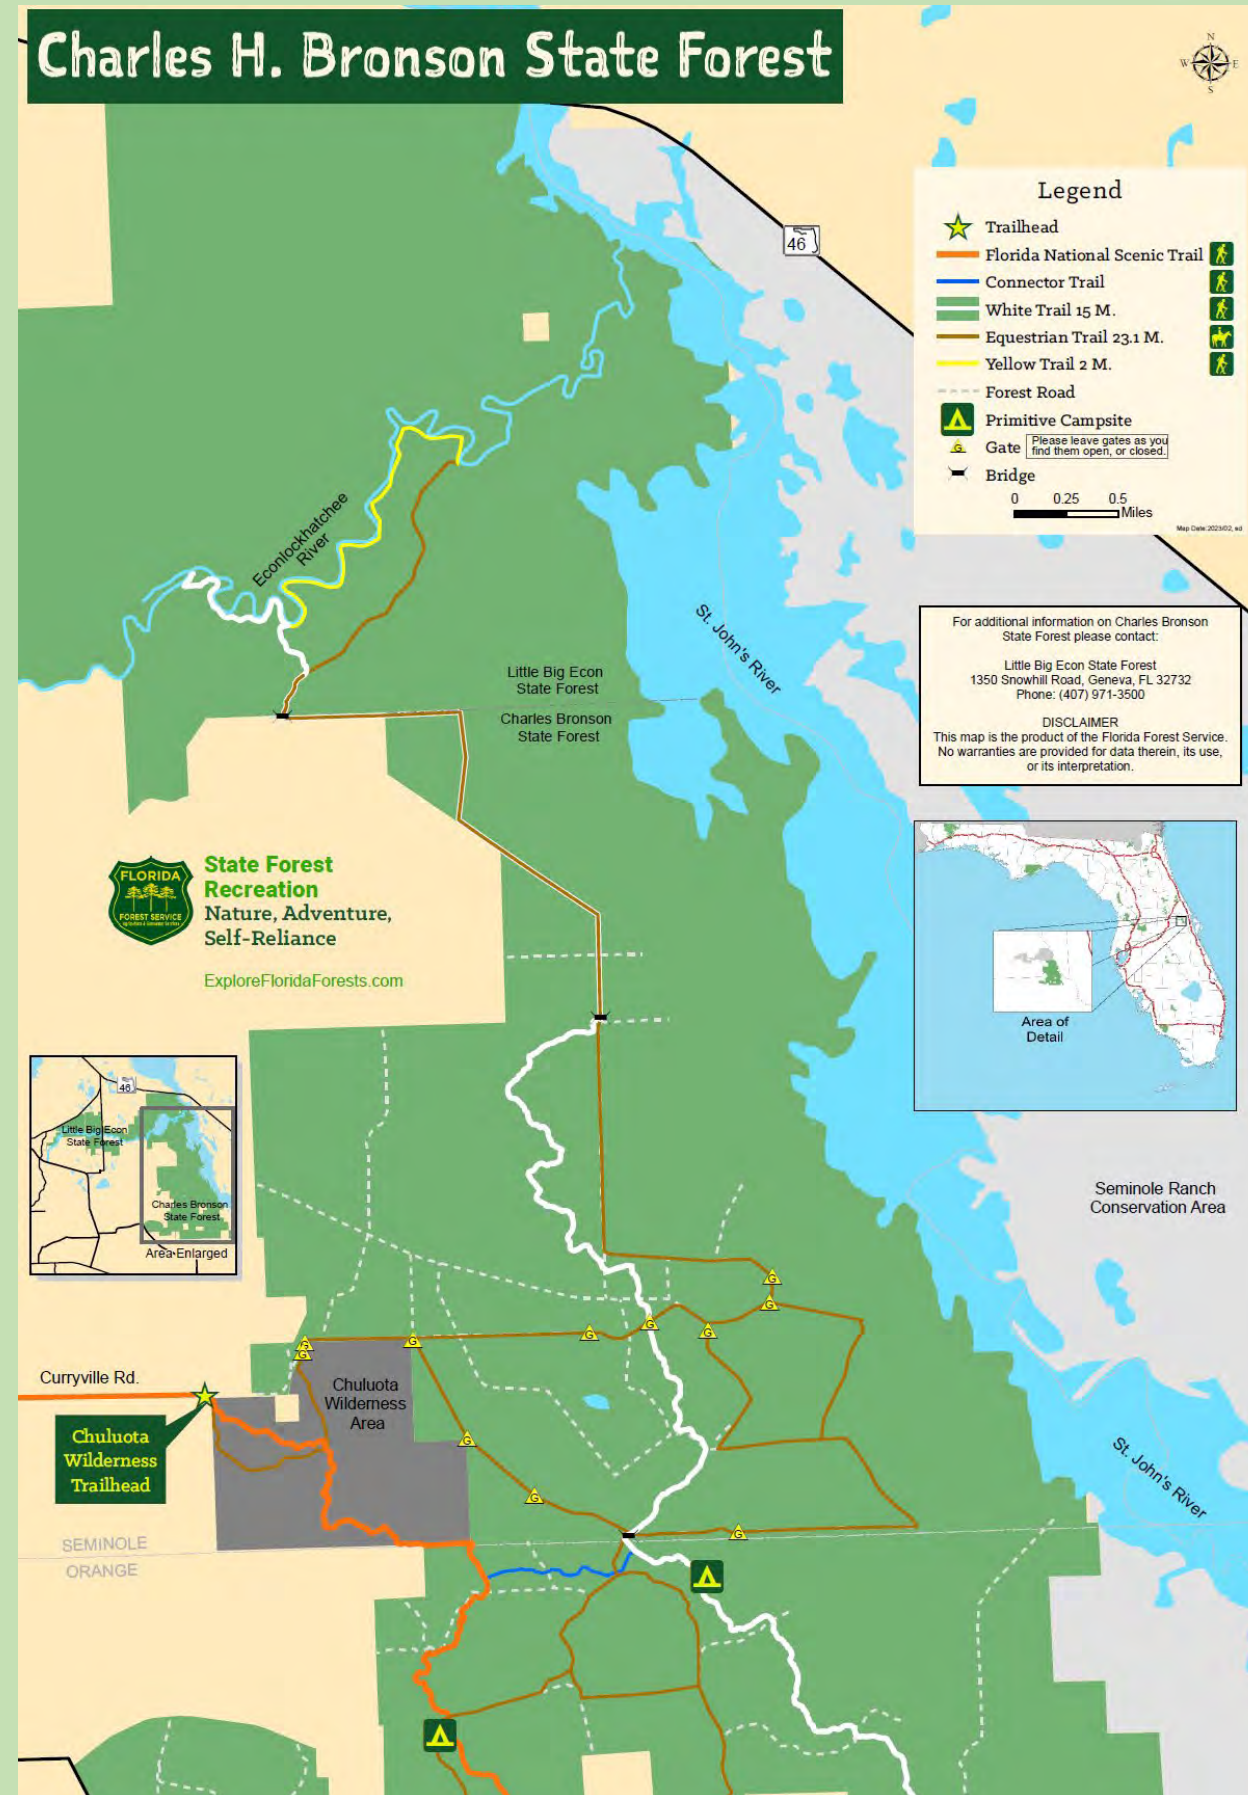 Charles H. Bronson State Forest
N
W
E
S
46
Legend
Trailhead
Florida National Scenic Trail
Connector Trail
White Trail 15 M.
Equestrian Trail 23.1 M.
Yellow Trail 2 M.
Forest Road
Primitive Campsite
G
Gate
Please leave gates as you
find them open, or closed.
Bridge
0 0.25 0.5
Miles
Map Date: 2023/02, ed
Econlockhatchee
River
St. John's River
Little Big Econ
State Forest
Charles Bronson
State Forest
For additional information on Charles Bronson
State Forest please contact:
Little Big Econ State Forest
1350 Snowhill Road, Geneva, FL 32732
Phone: (407) 971-3500
DISCLAIMER
This map is the product of the Florida Forest Service.
No warranties are provided for data therein, its use,
or its interpretation.
FLORIDA
FOREST SERVICE
State Forest
Recreation
Nature, Adventure,
Self-Reliance
ExploreFloridaForests.com
Area of
Detail
46
Little Big Econ
State Forest
Charles Bronson
State Forest
Area Enlarged
Seminole Ranch
Conservation Area
G
G
G
G
G
G
G
G
Curryville Rd.
Chuluota
Wilderness
Area
Chuluota
Wilderness
Trailhead
G
G
G
St. John's River
SEMINOLE
ORANGE